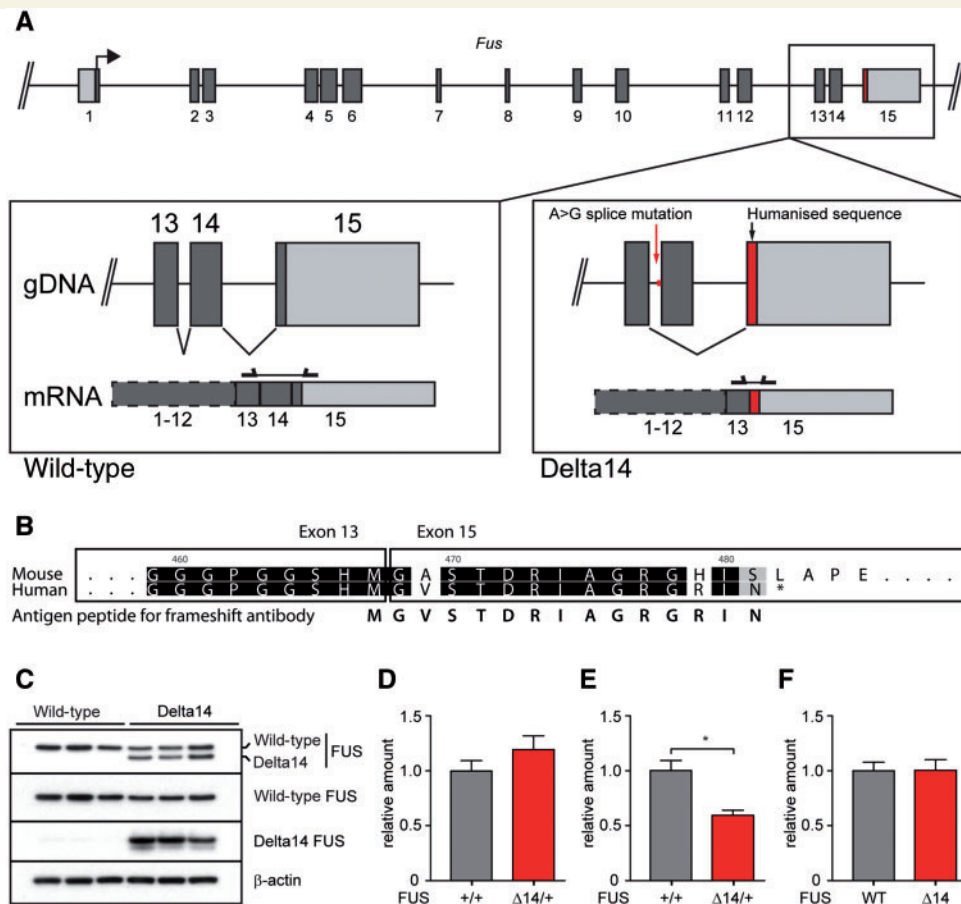 A
Fus
1 2 3 4 5 6 7 8 9 10 11 12 13 14 15
13 14 15
gDNA
mRNA
1-12 13 14 15
Wild-type
A>G splice mutation Humanised sequence
1-12 13 15
Delta14
B Exon 13 Exon 15
460 470 480
Mouse . . . G G G P G G S H M G A S T D R I A G R G H I S L A P E . . . .
Human . . . G G G P G G S H M G V S T D R I A G R G R I N *
Antigen peptide for frameshift antibody M G V S T D R I A G R G R I N
C
Wild-type Delta14
Wild-type
Delta14
FUS
Wild-type FUS
Delta14 FUS
β-actin
D
relative amount
1.5
1.0
0.5
0
FUS +/+ Δ14/+
E
relative amount
1.5
1.0
0.5
0
*
FUS +/+ Δ14/+
F
relative amount
1.5
1.0
0.5
0
FUS WT Δ14